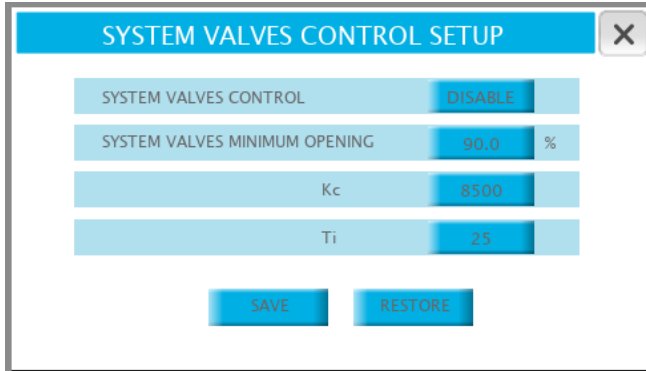 SYSTEM VALVES CONTROL SETUP
SYSTEM VALVES CONTROL DISABLE
SYSTEM VALVES MINIMUM OPENING 90.0 %
Kc 8500
Ti 25
SAVE RESTORE